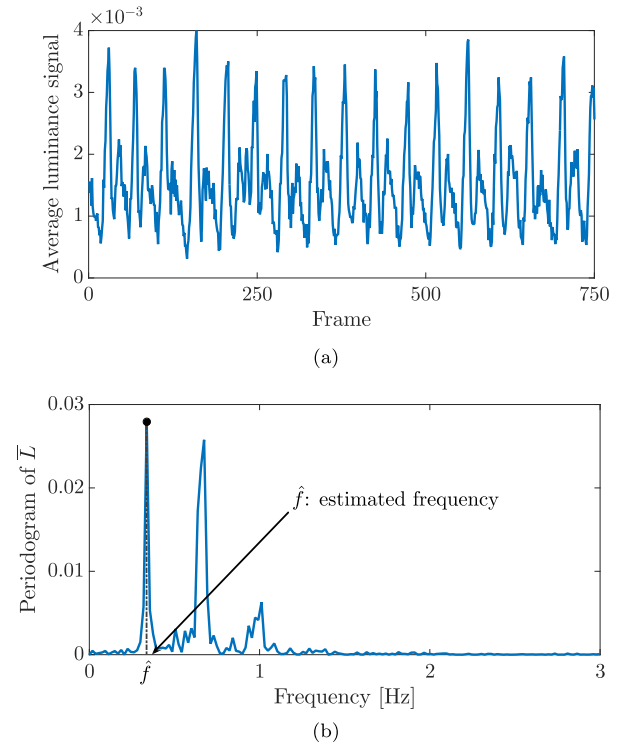 ×10⁻³
4
3
2
1
0
Average luminance signal
0 250 500 750
Frame
(a)
0.03
0.02
0.01
0
Periodogram of L̅
f̂: estimated frequency
0 f̂ 1 2 3
Frequency [Hz]
(b)